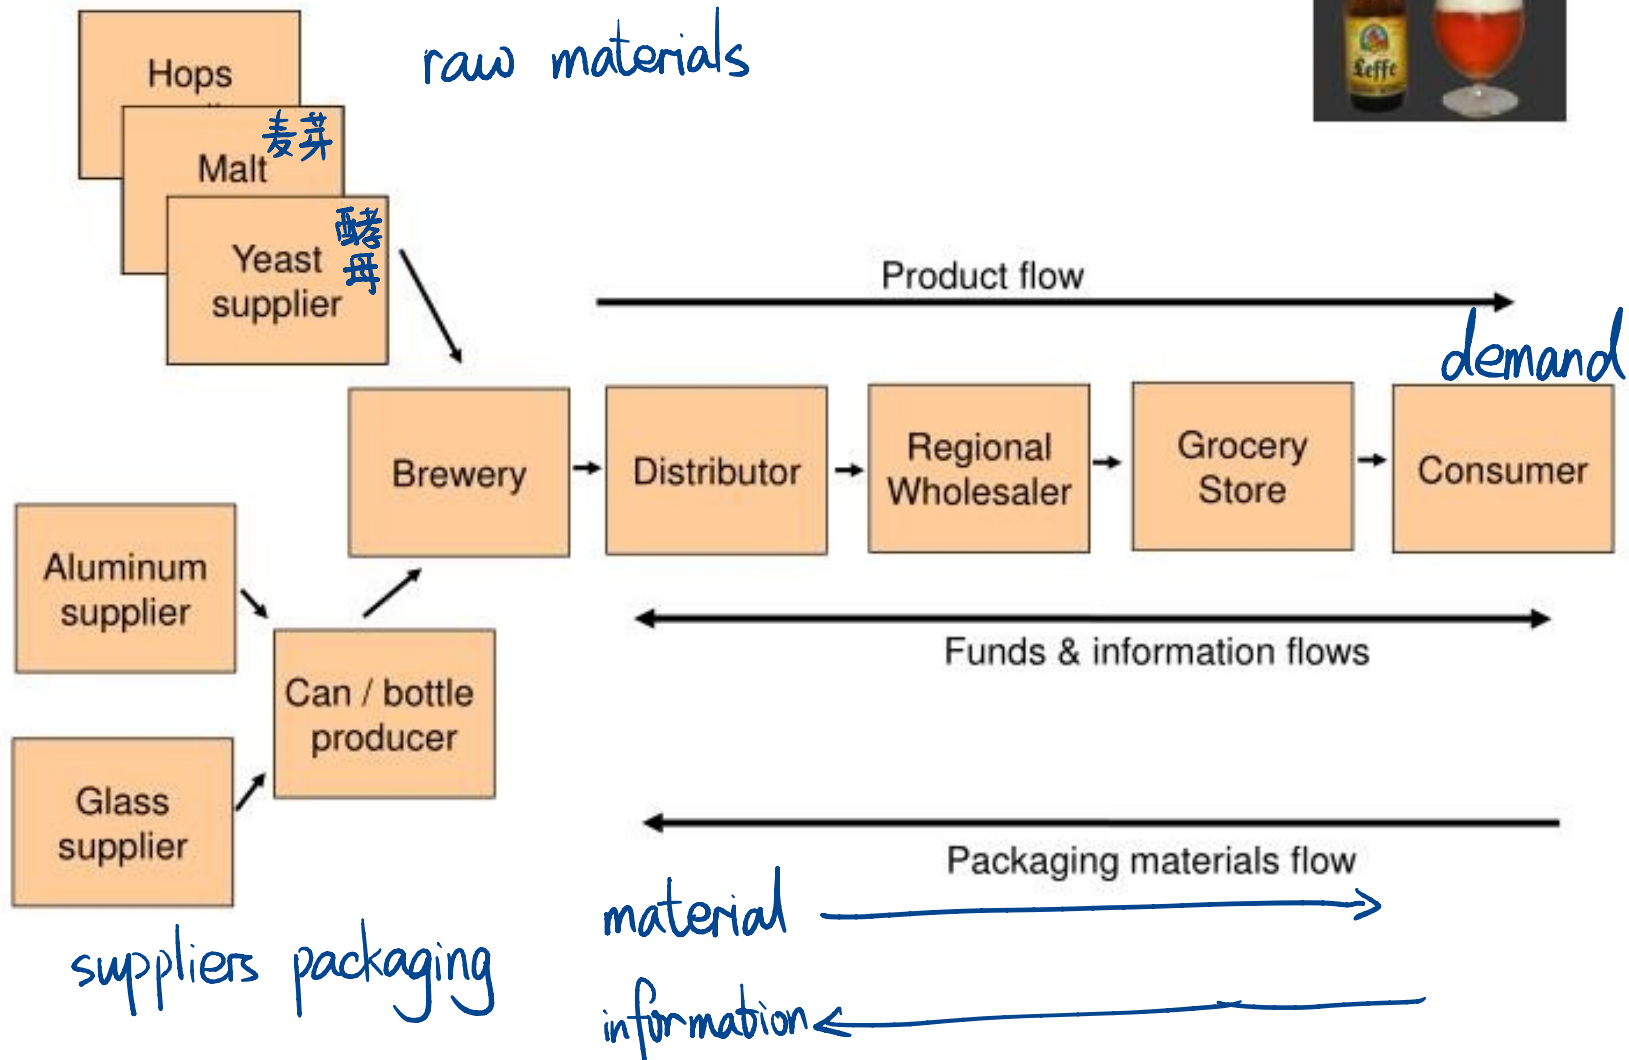 Hops
raw materials
Leffe
Malt
麦芽
Yeast
supplier
酵
母
Product flow
demand
Brewery
Distributor
Regional
Wholesaler
Grocery
Store
Consumer
Aluminum
supplier
Funds & information flows
Can / bottle
producer
Glass
supplier
Packaging materials flow
material
suppliers packaging
information